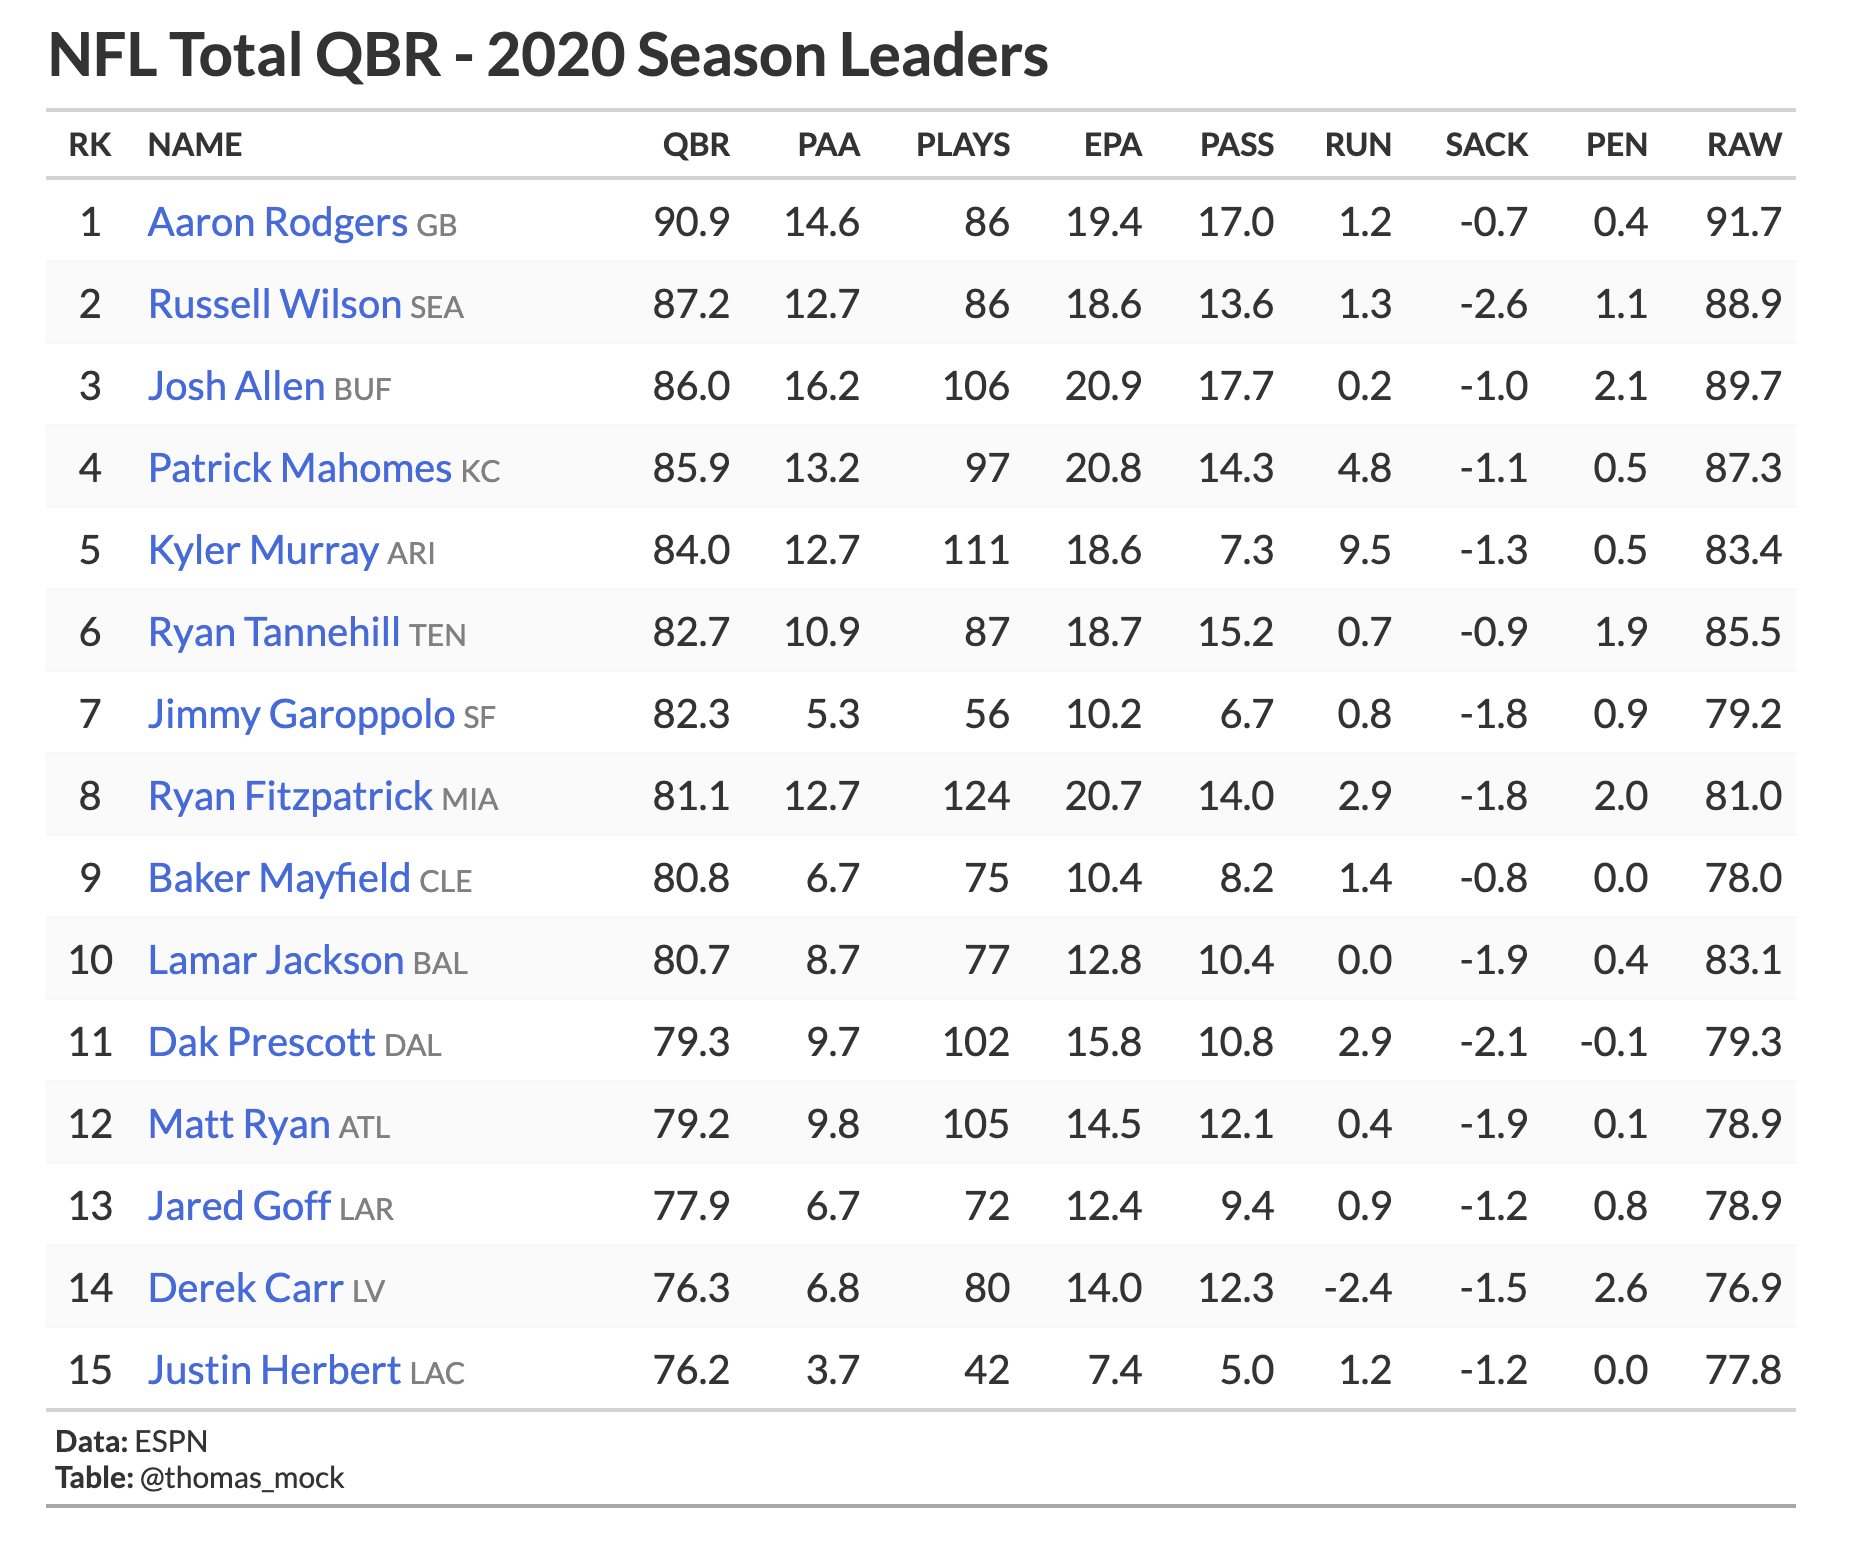 NFL Total QBR - 2020 Season Leaders
RK NAME QBR PAA PLAYS EPA PASS RUN SACK PEN RAW
1 Aaron Rodgers GB 90.9 14.6 86 19.4 17.0 1.2 -0.7 0.4 91.7
2 Russell Wilson SEA 87.2 12.7 86 18.6 13.6 1.3 -2.6 1.1 88.9
3 Josh Allen BUF 86.0 16.2 106 20.9 17.7 0.2 -1.0 2.1 89.7
4 Patrick Mahomes KC 85.9 13.2 97 20.8 14.3 4.8 -1.1 0.5 87.3
5 Kyler Murray ARI 84.0 12.7 111 18.6 7.3 9.5 -1.3 0.5 83.4
6 Ryan Tannehill TEN 82.7 10.9 87 18.7 15.2 0.7 -0.9 1.9 85.5
7 Jimmy Garoppolo SF 82.3 5.3 56 10.2 6.7 0.8 -1.8 0.9 79.2
8 Ryan Fitzpatrick MIA 81.1 12.7 124 20.7 14.0 2.9 -1.8 2.0 81.0
9 Baker Mayfield CLE 80.8 6.7 75 10.4 8.2 1.4 -0.8 0.0 78.0
10 Lamar Jackson BAL 80.7 8.7 77 12.8 10.4 0.0 -1.9 0.4 83.1
11 Dak Prescott DAL 79.3 9.7 102 15.8 10.8 2.9 -2.1 -0.1 79.3
12 Matt Ryan ATL 79.2 9.8 105 14.5 12.1 0.4 -1.9 0.1 78.9
13 Jared Goff LAR 77.9 6.7 72 12.4 9.4 0.9 -1.2 0.8 78.9
14 Derek Carr LV 76.3 6.8 80 14.0 12.3 -2.4 -1.5 2.6 76.9
15 Justin Herbert LAC 76.2 3.7 42 7.4 5.0 1.2 -1.2 0.0 77.8
Data: ESPN
Table: @thomas_mock